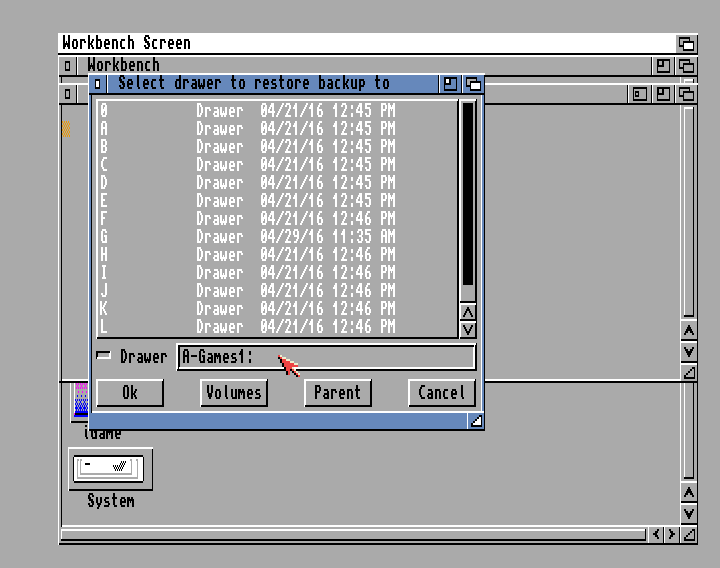 Workbench Screen
Workbench
Select drawer to restore backup to
0 Drawer 04/21/16 12:45 PM
A Drawer 04/21/16 12:45 PM
B Drawer 04/21/16 12:45 PM
C Drawer 04/21/16 12:45 PM
D Drawer 04/21/16 12:45 PM
E Drawer 04/21/16 12:45 PM
F Drawer 04/21/16 12:46 PM
G Drawer 04/29/16 11:35 AM
H Drawer 04/21/16 12:46 PM
I Drawer 04/21/16 12:46 PM
J Drawer 04/21/16 12:46 PM
K Drawer 04/21/16 12:46 PM
L Drawer 04/21/16 12:46 PM
Drawer A-Games1:
Ok Volumes Parent Cancel
iGame
System